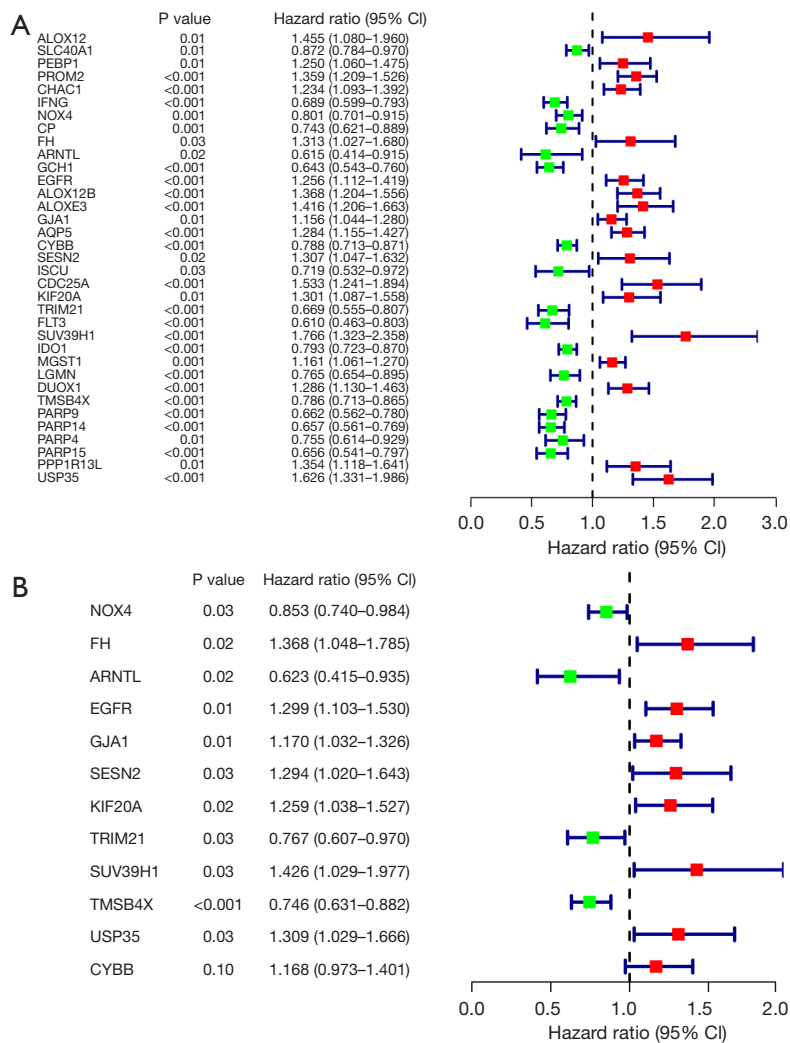 A
P value Hazard ratio (95% CI)
ALOX12 0.01 1.455 (1.080–1.960)
SLC40A1 0.01 0.872 (0.784–0.970)
PEBP1 0.01 1.250 (1.060–0.475)
PROM2 <0.001 1.359 (1.209–1.526)
CHAC1 <0.001 1.234 (1.093–0.392)
IFNG <0.001 0.689 (0.599–0.793)
NOX4 0.001 0.801 (0.701–0.915)
CP 0.001 0.743 (0.621–0.889)
FH 0.03 1.313 (1.027–1.680)
ARNTL 0.02 0.615 (0.414–0.915)
GCH1 <0.001 0.643 (0.543–0.760)
EGFR <0.001 1.256 (1.112–1.419)
ALOX12B <0.001 1.368 (1.204–1.556)
ALOXE3 <0.001 1.416 (1.206–1.663)
GJA1 0.01 1.156 (1.044–1.280)
AQP5 <0.001 1.284 (1.155–1.427)
CYBB <0.001 0.788 (0.713–0.871)
SESN2 0.02 1.307 (1.047–1.632)
ISCU 0.03 0.719 (0.532–0.972)
CDC25A <0.001 1.533 (1.241–1.894)
KIF20A 0.01 1.301 (1.087–1.558)
TRIM21 <0.001 0.669 (0.555–0.807)
FLT3 <0.001 0.610 (0.463–0.803)
SUV39H1 <0.001 1.766 (1.323–2.358)
IDO1 <0.001 0.793 (0.723–0.870)
MGST1 0.001 1.161 (1.061–1.270)
LGMN <0.001 0.765 (0.654–0.895)
DUOX1 <0.001 1.286 (1.130–1.463)
TMSB4X <0.001 0.786 (0.713–0.865)
PARP9 <0.001 0.662 (0.562–0.780)
PARP14 <0.001 0.657 (0.561–0.769)
PARP4 0.01 0.755 (0.614–0.929)
PARP15 <0.001 0.656 (0.541–0.797)
PPP1R13L 0.01 1.354 (1.118–1.641)
USP35 <0.001 1.626 (1.331–1.986)
0.0 0.5 1.0 1.5 2.0 3.0
Hazard ratio (95% CI)
B
P value Hazard ratio (95% CI)
NOX4 0.03 0.853 (0.740–0.984)
FH 0.02 1.368 (1.048–1.785)
ARNTL 0.02 0.623 (0.415–0.935)
EGFR 0.01 1.299 (1.103–1.530)
GJA1 0.01 1.170 (1.032–1.326)
SESN2 0.03 1.294 (1.020–1.643)
KIF20A 0.02 1.259 (1.038–1.527)
TRIM21 0.03 0.767 (0.607–0.970)
SUV39H1 0.03 1.426 (1.029–1.977)
TMSB4X <0.001 0.746 (0.631–0.882)
USP35 0.03 1.309 (1.029–1.666)
CYBB 0.10 1.168 (0.973–1.401)
0.0 0.5 1.0 1.5 2.0
Hazard ratio (95% CI)